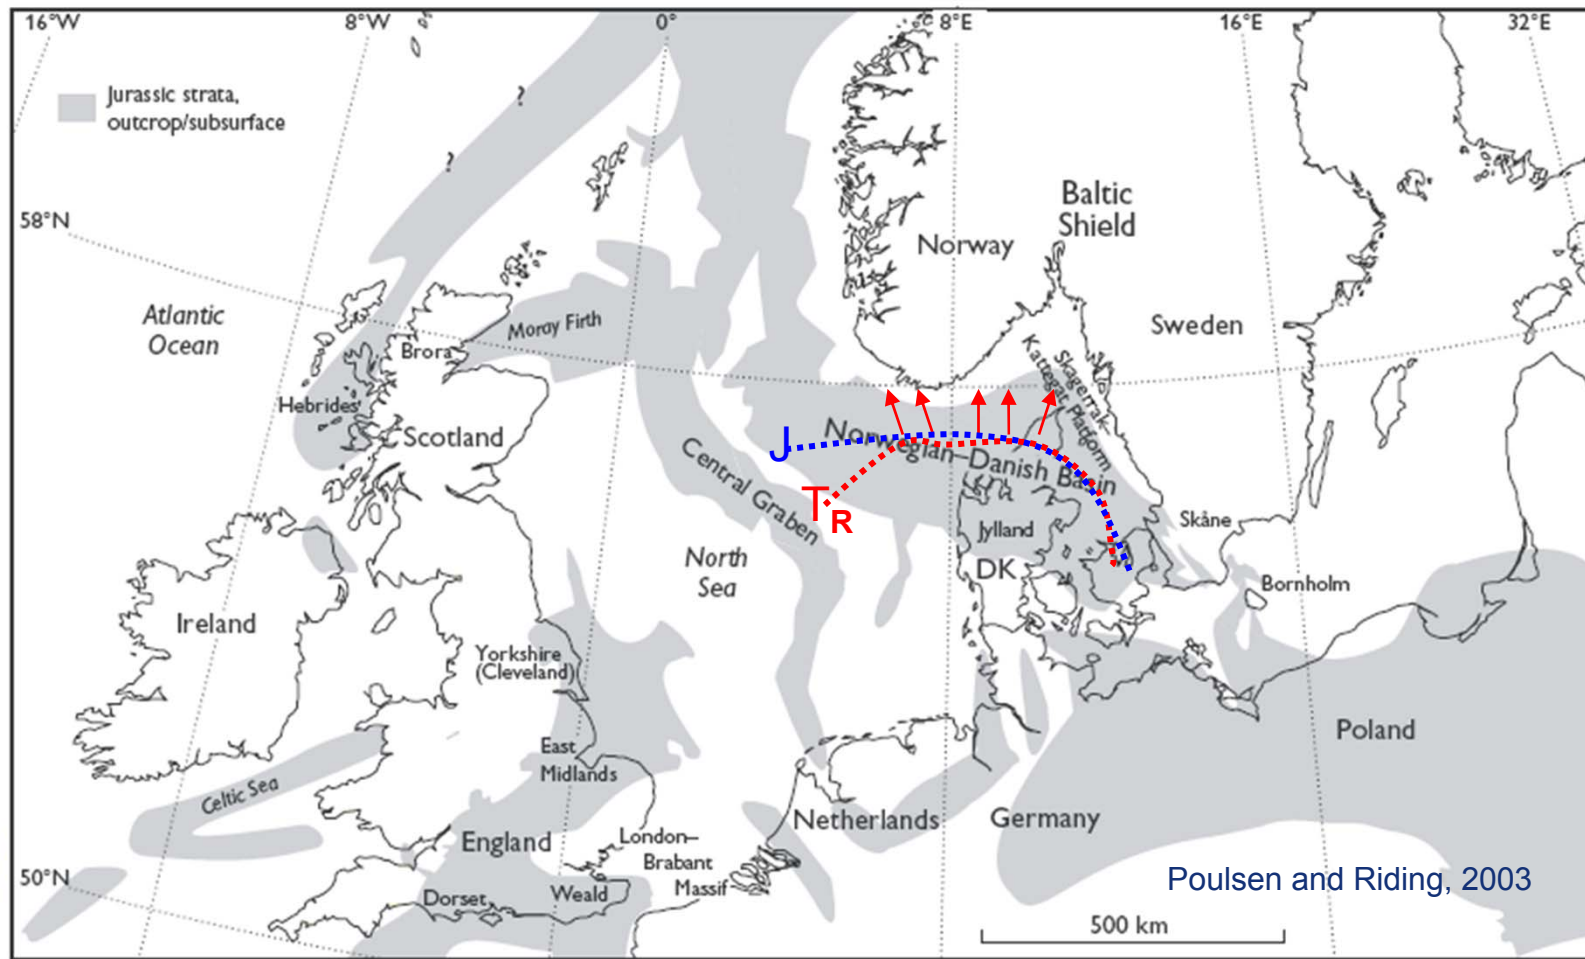 16°W
8°W
0°
8°E
16°E
32°E
Jurassic strata,
outcrop/subsurface
?
?
58°N
Baltic
Shield
Norway
Atlantic
Ocean
Moray Firth
Sweden
Brora
Skagerrak–
Kattegat Platform
Hebrides
Scotland
J
Norwegian–Danish Basin
Central Graben
TR
Jylland
Skåne
North
Sea
DK
Bornholm
Ireland
Yorkshire
(Cleveland)
Poland
East
Midlands
Celtic Sea
Netherlands
Germany
England
London–
Brabant
Massif
50°N
Dorset
Weald
Poulsen and Riding, 2003
500 km